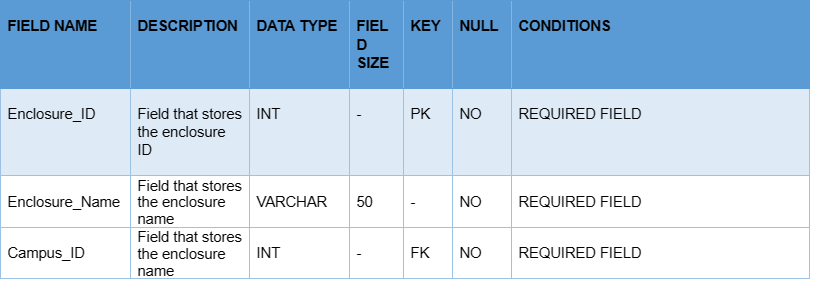 FIELD NAME DESCRIPTION DATA TYPE FIEL D SIZE KEY NULL CONDITIONS
Enclosure_ID Field that stores the enclosure ID INT - PK NO REQUIRED FIELD
Enclosure_Name Field that stores the enclosure name VARCHAR 50 - NO REQUIRED FIELD
Campus_ID Field that stores the enclosure name INT - FK NO REQUIRED FIELD